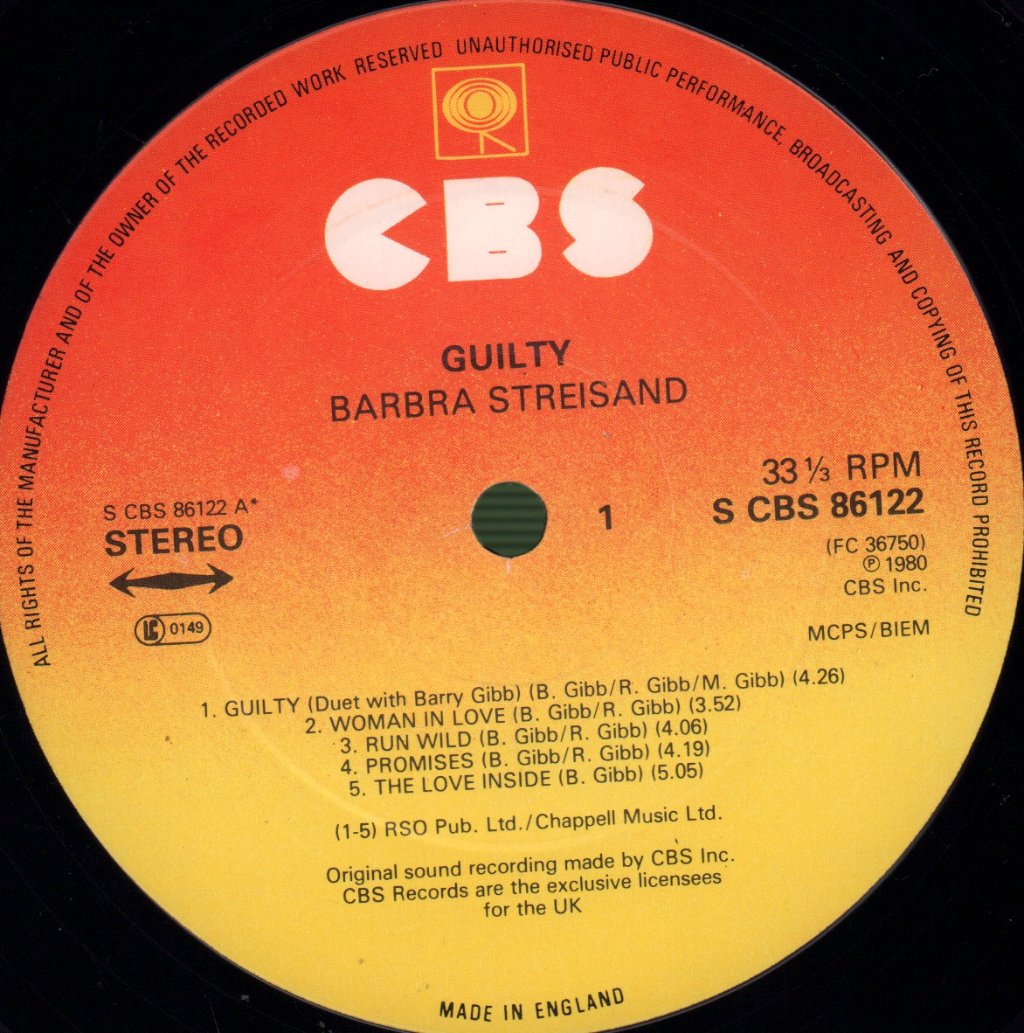 ALL RIGHTS OF THE MANUFACTURER AND OF THE OWNER OF THE RECORDED WORK RESERVED UNAUTHORISED PUBLIC PERFORMANCE, BROADCASTING AND COPYING OF THIS RECORD PROHIBITED
CBS
GUILTY
BARBRA STREISAND
S CBS 86122 A*
STEREO
LC 0149
1
33 ⅓ RPM
S CBS 86122
(FC 36750)
℗ 1980
CBS Inc.
MCPS/BIEM
1. GUILTY (Duet with Barry Gibb) (B. Gibb/R. Gibb/M. Gibb) (4.26)
2. WOMAN IN LOVE (B. Gibb/R. Gibb) (3.52)
3. RUN WILD (B. Gibb/R. Gibb) (4.06)
4. PROMISES (B. Gibb/R. Gibb) (4.19)
5. THE LOVE INSIDE (B. Gibb) (5.05)
(1-5) RSO Pub. Ltd./Chappell Music Ltd.
Original sound recording made by CBS Inc.
CBS Records are the exclusive licensees
for the UK
MADE IN ENGLAND